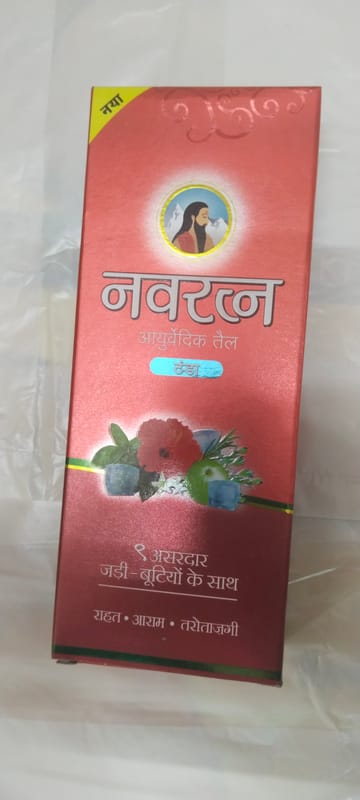 नया
नवरत्न
आयुर्वेदिक तैल
ठंडा
९ असरदार
जड़ी-बूटियों के साथ
राहत • आराम • तरोताज़गी